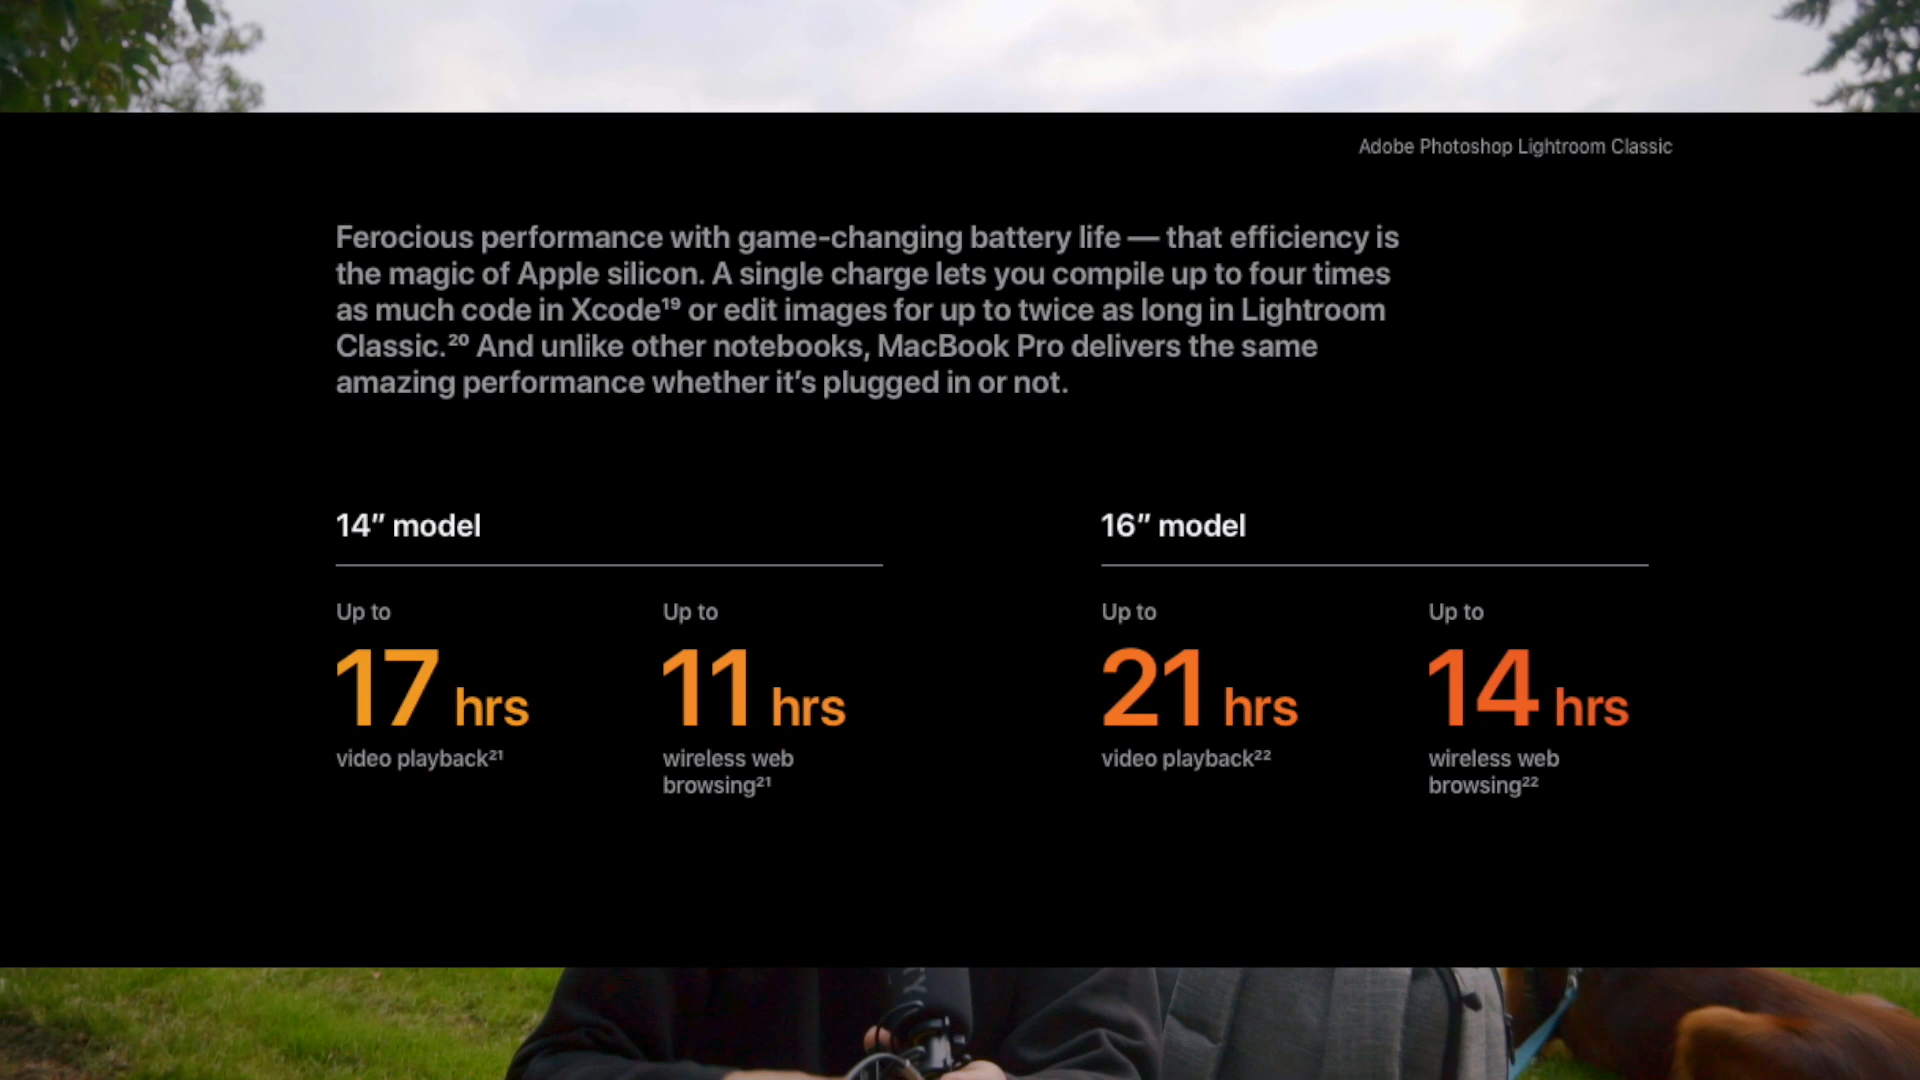 Adobe Photoshop Lightroom Classic
Ferocious performance with game-changing battery life — that efficiency is
the magic of Apple silicon. A single charge lets you compile up to four times
as much code in Xcode¹⁹ or edit images for up to twice as long in Lightroom
Classic.²⁰ And unlike other notebooks, MacBook Pro delivers the same
amazing performance whether it’s plugged in or not.
14″ model
Up to
17 hrs
video playback²¹
Up to
11 hrs
wireless web
browsing²¹
16″ model
Up to
21 hrs
video playback²²
Up to
14 hrs
wireless web
browsing²²